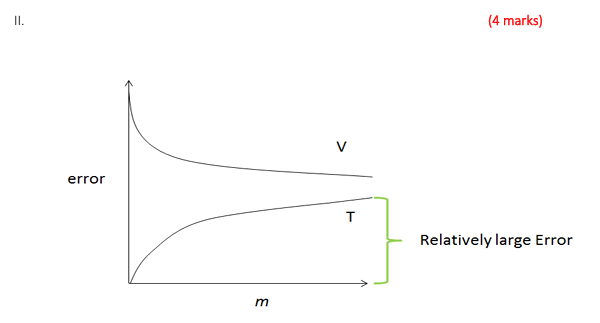 II.
(4 marks)
V
error
T
Relatively large Error
m